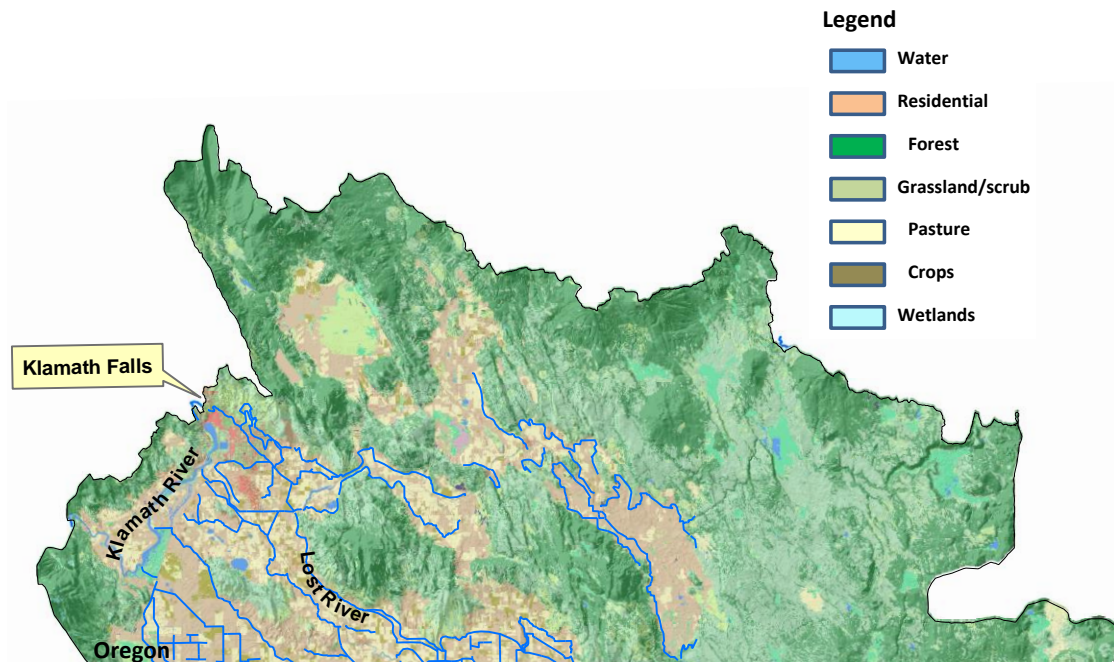 Legend
Water
Residential
Forest
Grassland/scrub
Pasture
Crops
Wetlands
Klamath Falls
Klamath River
Lost River
Oregon